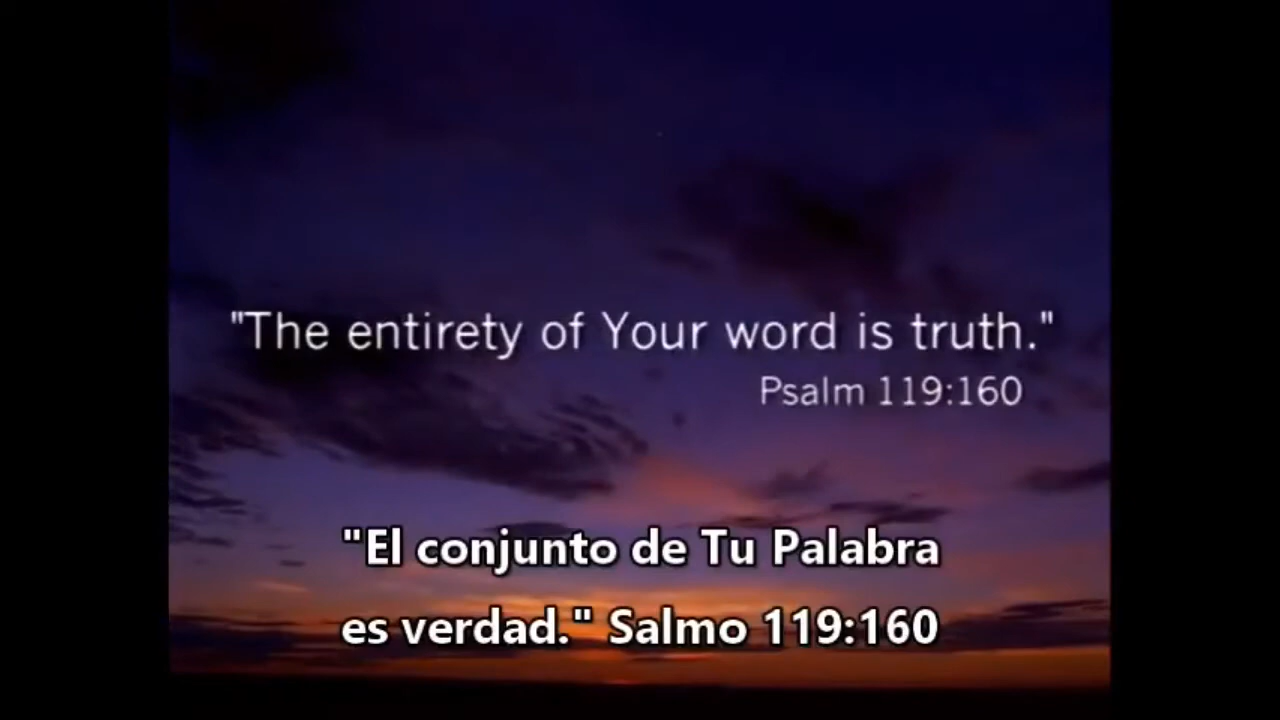 "The entirety of Your word is truth."
Psalm 119:160
"El conjunto de Tu Palabra
es verdad." Salmo 119:160